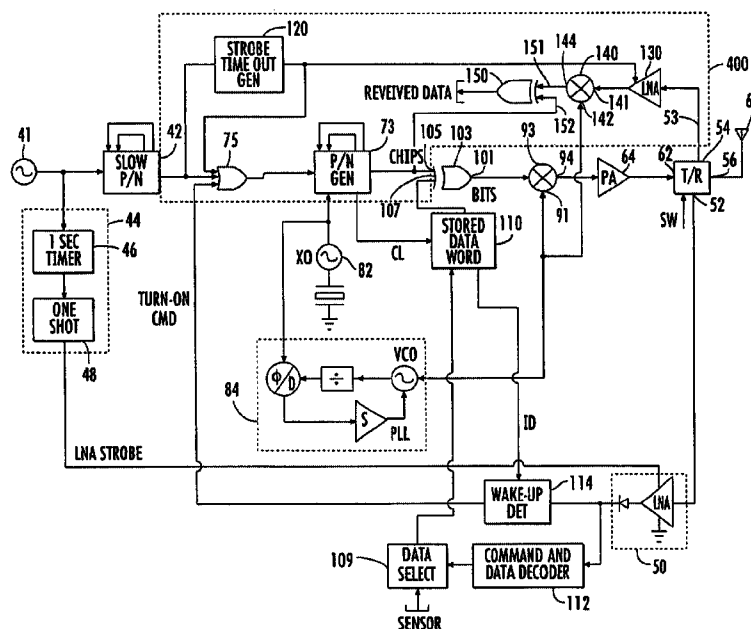 120
STROBE
TIME OUT
GEN
150
151
144
140
130
400
LNA
REVEIVED DATA
141
142
53
6
41
42
75
73
CHIPS
105
103
152
93
54
SLOW
P/N
P/N
GEN
101
94
64
62
T/R
56
PA
107
BITS
91
52
44
STORED
DATA
WORD
110
SW
1 SEC
TIMER
46
XO
82
CL
TURN-ON
CMD
ONE
SHOT
48
VCO
Φ/D
÷
84
S
PLL
ID
LNA STROBE
WAKE-UP
DET
114
LNA
109
DATA
SELECT
COMMAND AND
DATA DECODER
50
112
SENSOR